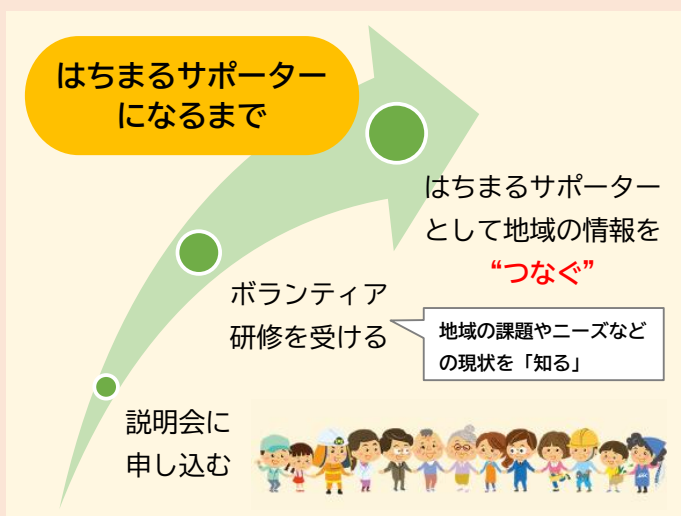 はちまるサポーター
になるまで
はちまるサポーター
として地域の情報を
“つなぐ”
ボランティア
研修を受ける
地域の課題やニーズなど
の現状を「知る」
説明会に
申し込む